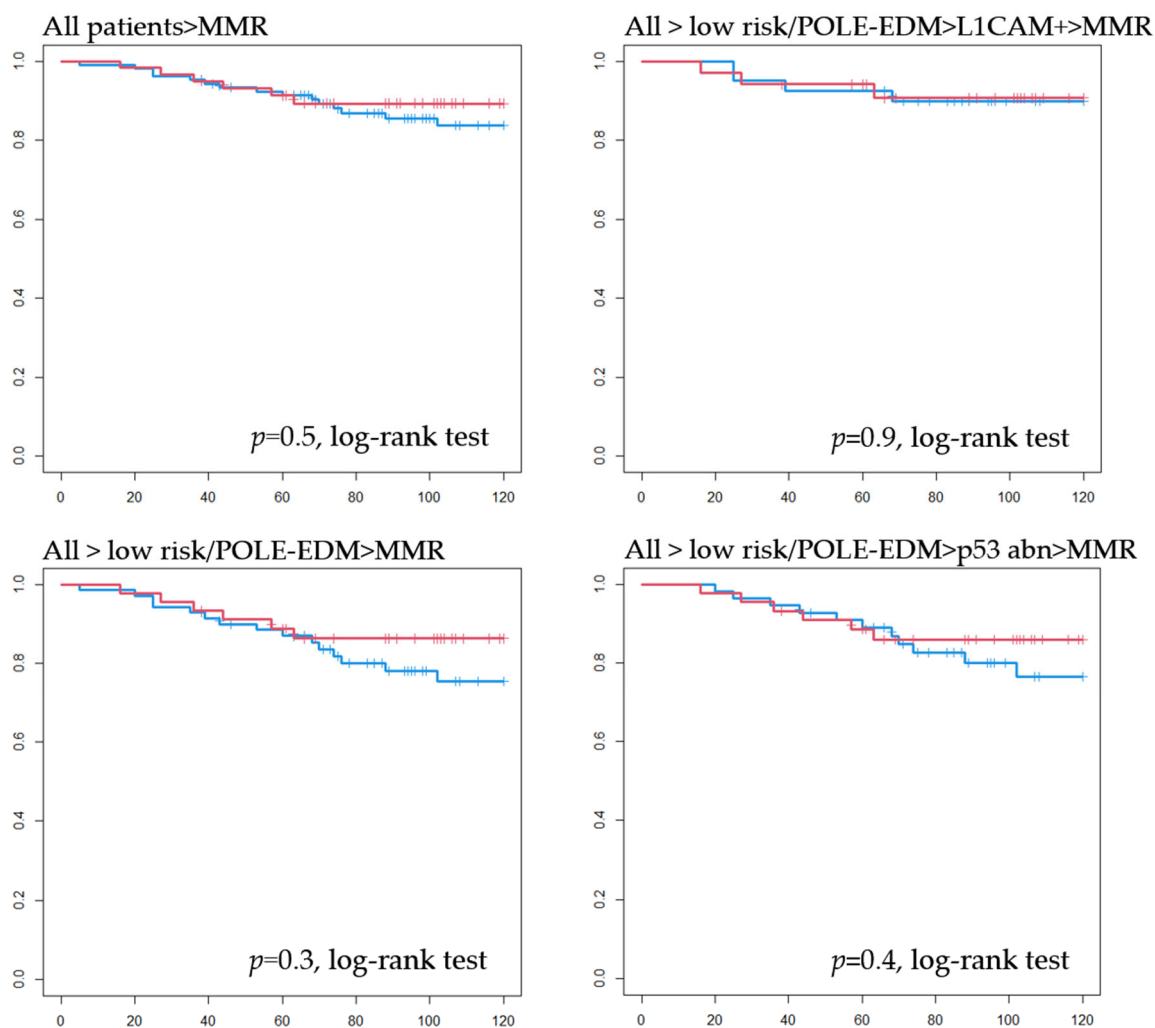 All patients>MMR
1.0
0.8
0.6
0.4
0.2
0.0
p=0.5, log-rank test
0 20 40 60 80 100 120
All > low risk/POLE-EDM>L1CAM+>MMR
1.0
0.8
0.6
0.4
0.2
0.0
p=0.9, log-rank test
0 20 40 60 80 100 120
All > low risk/POLE-EDM>MMR
1.0
0.8
0.6
0.4
0.2
0.0
p=0.3, log-rank test
0 20 40 60 80 100 120
All > low risk/POLE-EDM>p53 abn>MMR
1.0
0.8
0.6
0.4
0.2
0.0
p=0.4, log-rank test
0 20 40 60 80 100 120